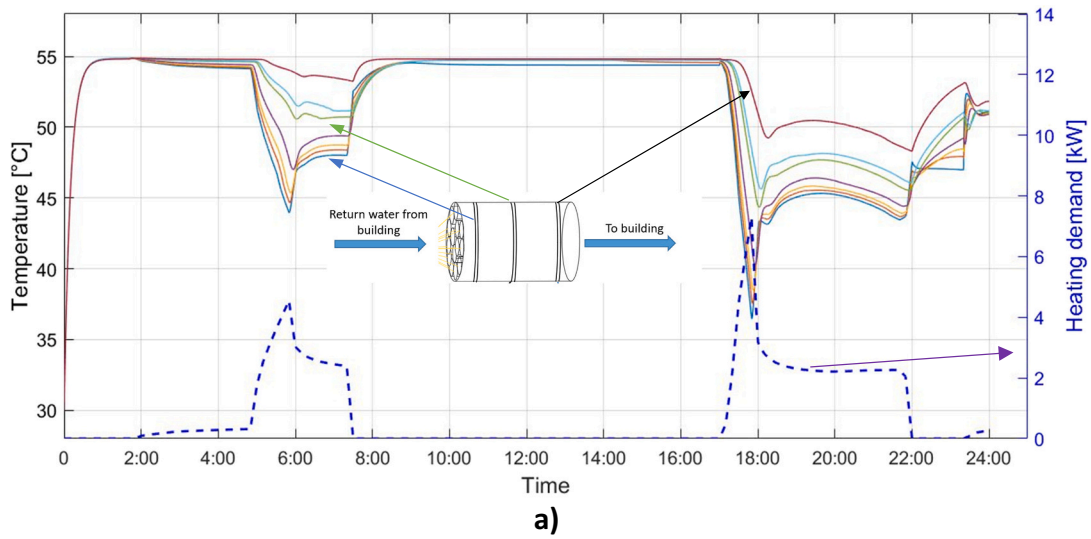 14
55
12
50
10
45
8
40
6
35
4
30
2
0
Temperature [°C]
Heating demand [kW]
Return water from
building
To building
0 2:00 4:00 6:00 8:00 10:00 12:00 14:00 16:00 18:00 20:00 22:00 24:00
Time
a)